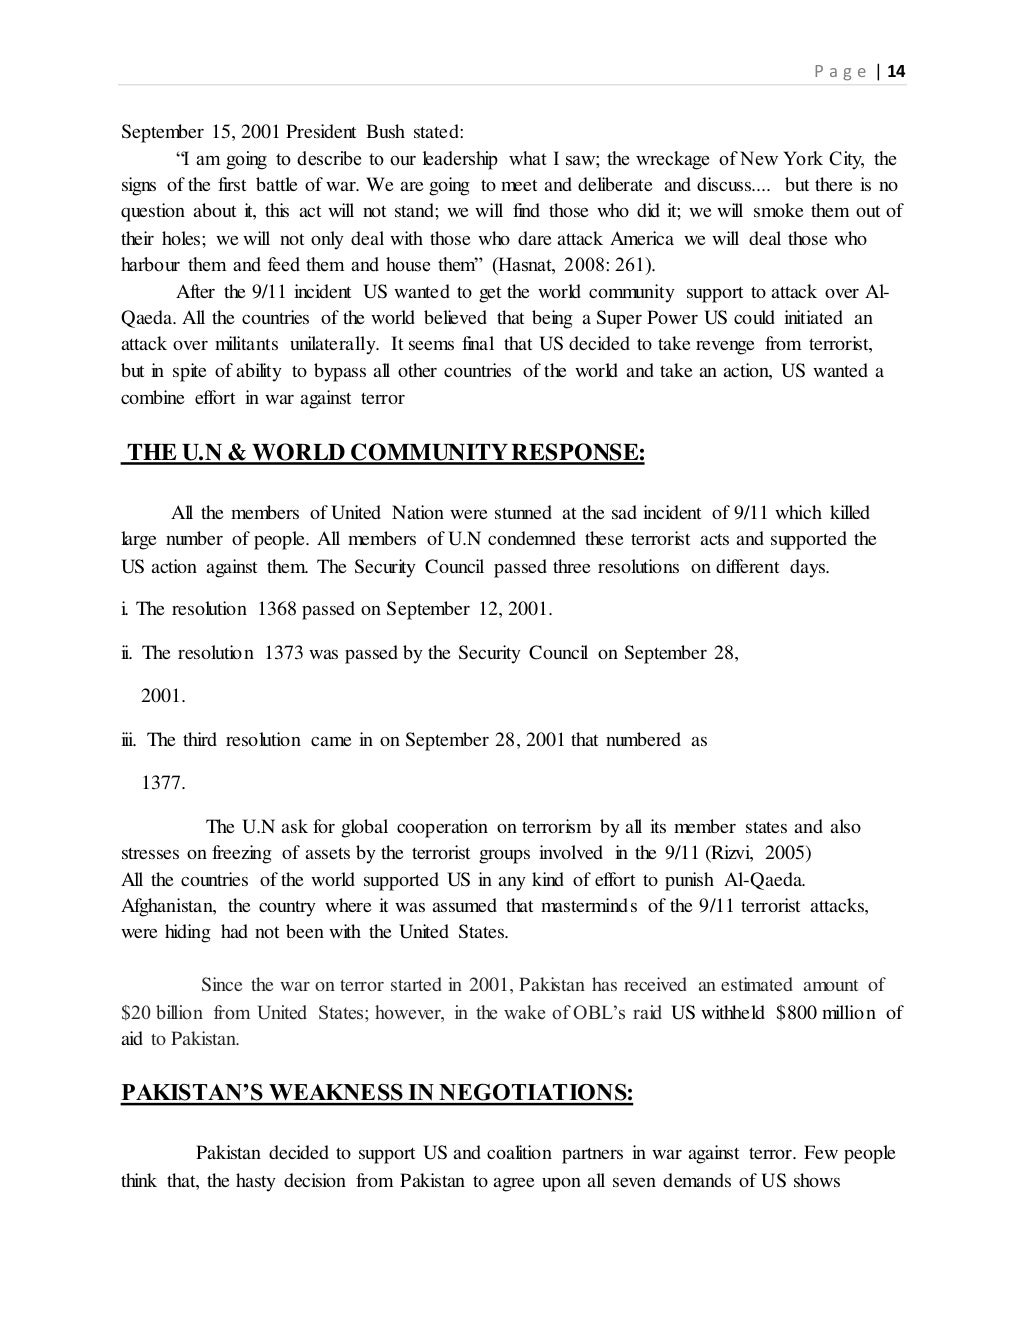 Page | 14
September 15, 2001 President Bush stated:
“I am going to describe to our leadership what I saw; the wreckage of New York City, the
signs of the first battle of war. We are going to meet and deliberate and discuss.... but there is no
question about it, this act will not stand; we will find those who did it; we will smoke them out of
their holes; we will not only deal with those who dare attack America we will deal those who
harbour them and feed them and house them” (Hasnat, 2008: 261).
After the 9/11 incident US wanted to get the world community support to attack over Al-
Qaeda. All the countries of the world believed that being a Super Power US could initiated an
attack over militants unilaterally. It seems final that US decided to take revenge from terrorist,
but in spite of ability to bypass all other countries of the world and take an action, US wanted a
combine effort in war against terror
THE U.N & WORLD COMMUNITY RESPONSE:
All the members of United Nation were stunned at the sad incident of 9/11 which killed
large number of people. All members of U.N condemned these terrorist acts and supported the
US action against them. The Security Council passed three resolutions on different days.
i. The resolution 1368 passed on September 12, 2001.
ii. The resolution 1373 was passed by the Security Council on September 28,
2001.
iii. The third resolution came in on September 28, 2001 that numbered as
1377.
The U.N ask for global cooperation on terrorism by all its member states and also
stresses on freezing of assets by the terrorist groups involved in the 9/11 (Rizvi, 2005)
All the countries of the world supported US in any kind of effort to punish Al-Qaeda.
Afghanistan, the country where it was assumed that masterminds of the 9/11 terrorist attacks,
were hiding had not been with the United States.
Since the war on terror started in 2001, Pakistan has received an estimated amount of
$20 billion from United States; however, in the wake of OBL’s raid US withheld $800 million of
aid to Pakistan.
PAKISTAN’S WEAKNESS IN NEGOTIATIONS:
Pakistan decided to support US and coalition partners in war against terror. Few people
think that, the hasty decision from Pakistan to agree upon all seven demands of US shows